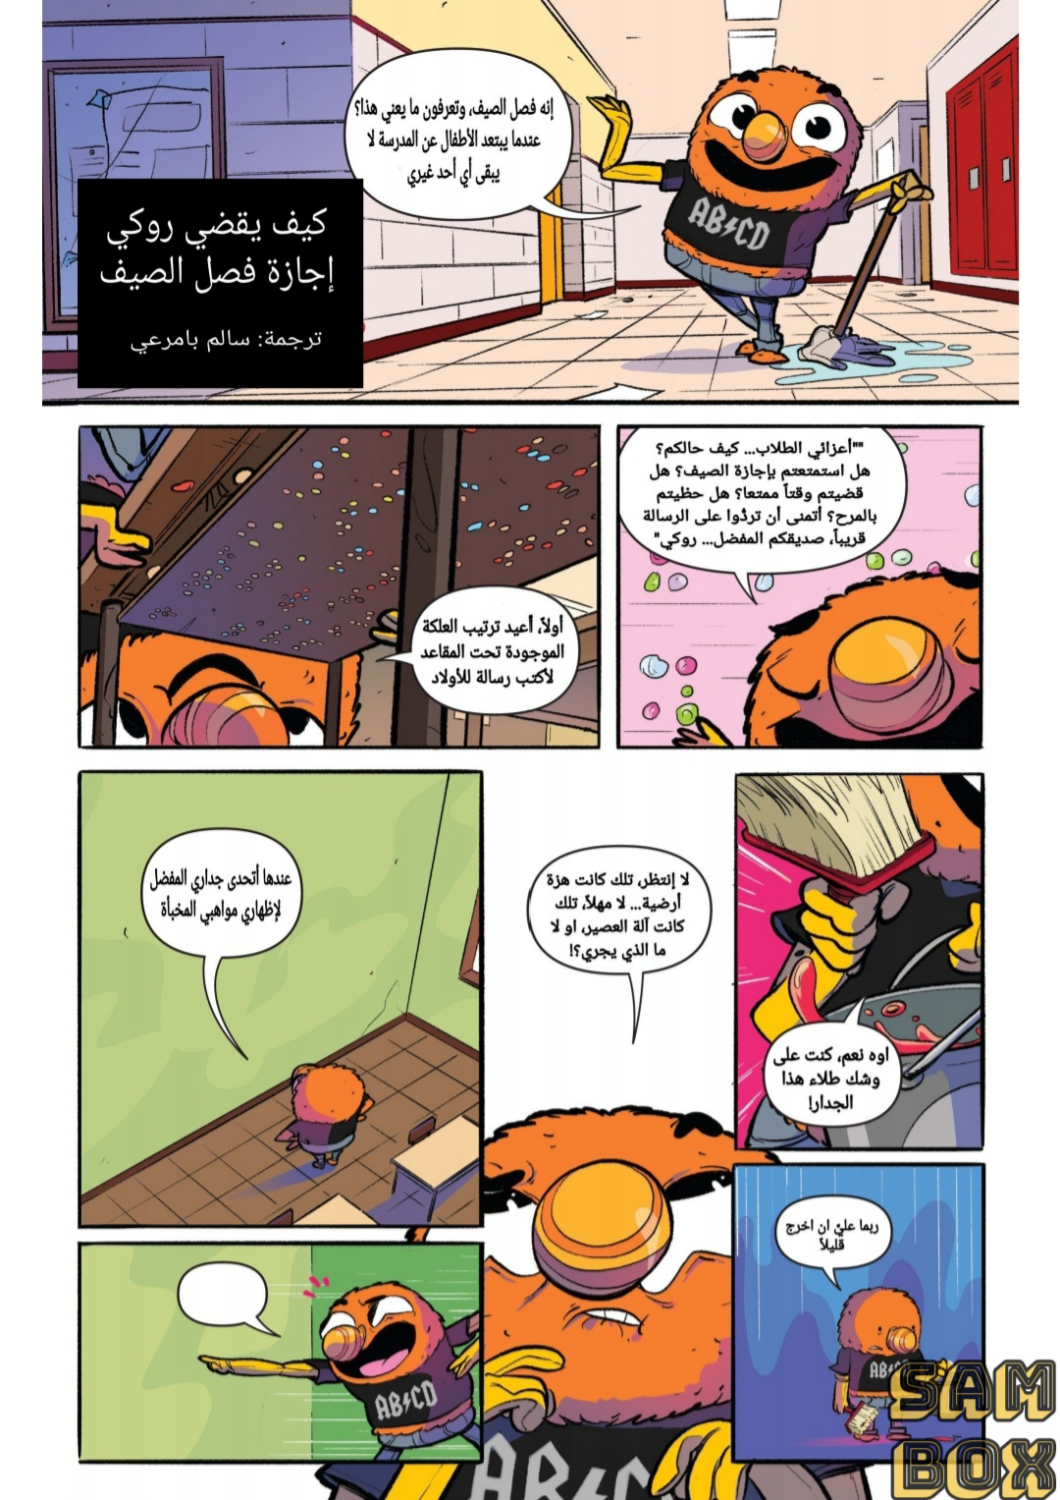 إنه فصل الصيف، وتعرفون ما يعني هذا؟
عندما يبتعد الأطفال عن المدرسة لا
يبقى أي أحد غيري
AB⚡CD
كيف يقضي روكي
إجازة فصل الصيف
ترجمة: سالم بامرعي
""أعزائي الطلاب... كيف حالكم؟
هل استمتعتم بإجازة الصيف؟ هل
قضيتم وقتاً ممتعا؟ هل حظيتم
بالمرح؟ أتمنى أن تردُوا على الرسالة
قريباً، صديقكم المفضل... روكي"
أولاً، أعيد ترتيب العلكة
الموجودة تحت المقاعد
لأكتب رسالة للأولاد
عندها أتحدى جداري المفضل
لإظهاري مواهبي المخبأة
لا إنتظر، تلك كانت هزة
أرضية... لا مهلاً، تلك
كانت آلة العصير، او لا
ما الذي يجري؟!
اوه نعم، كنت على
وشك طلاء هذا
الجدار!
ربما عليّ ان اخرج
قليلاً
AB⚡CD
AB⚡C
AB⚡C
SAM
BOX